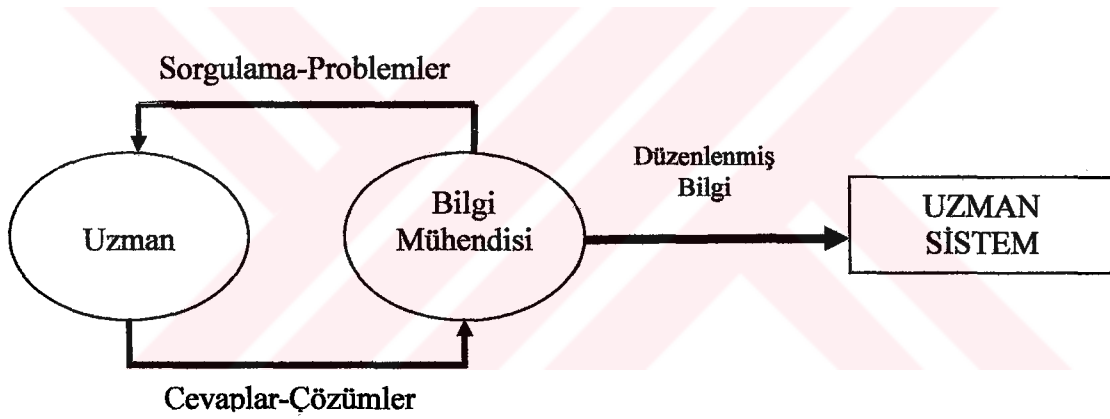 Sorgulama-Problemler
Uzman
Bilgi
Mühendisi
Düzenlenmiş
Bilgi
UZMAN
SİSTEM
Cevaplar-Çözümler